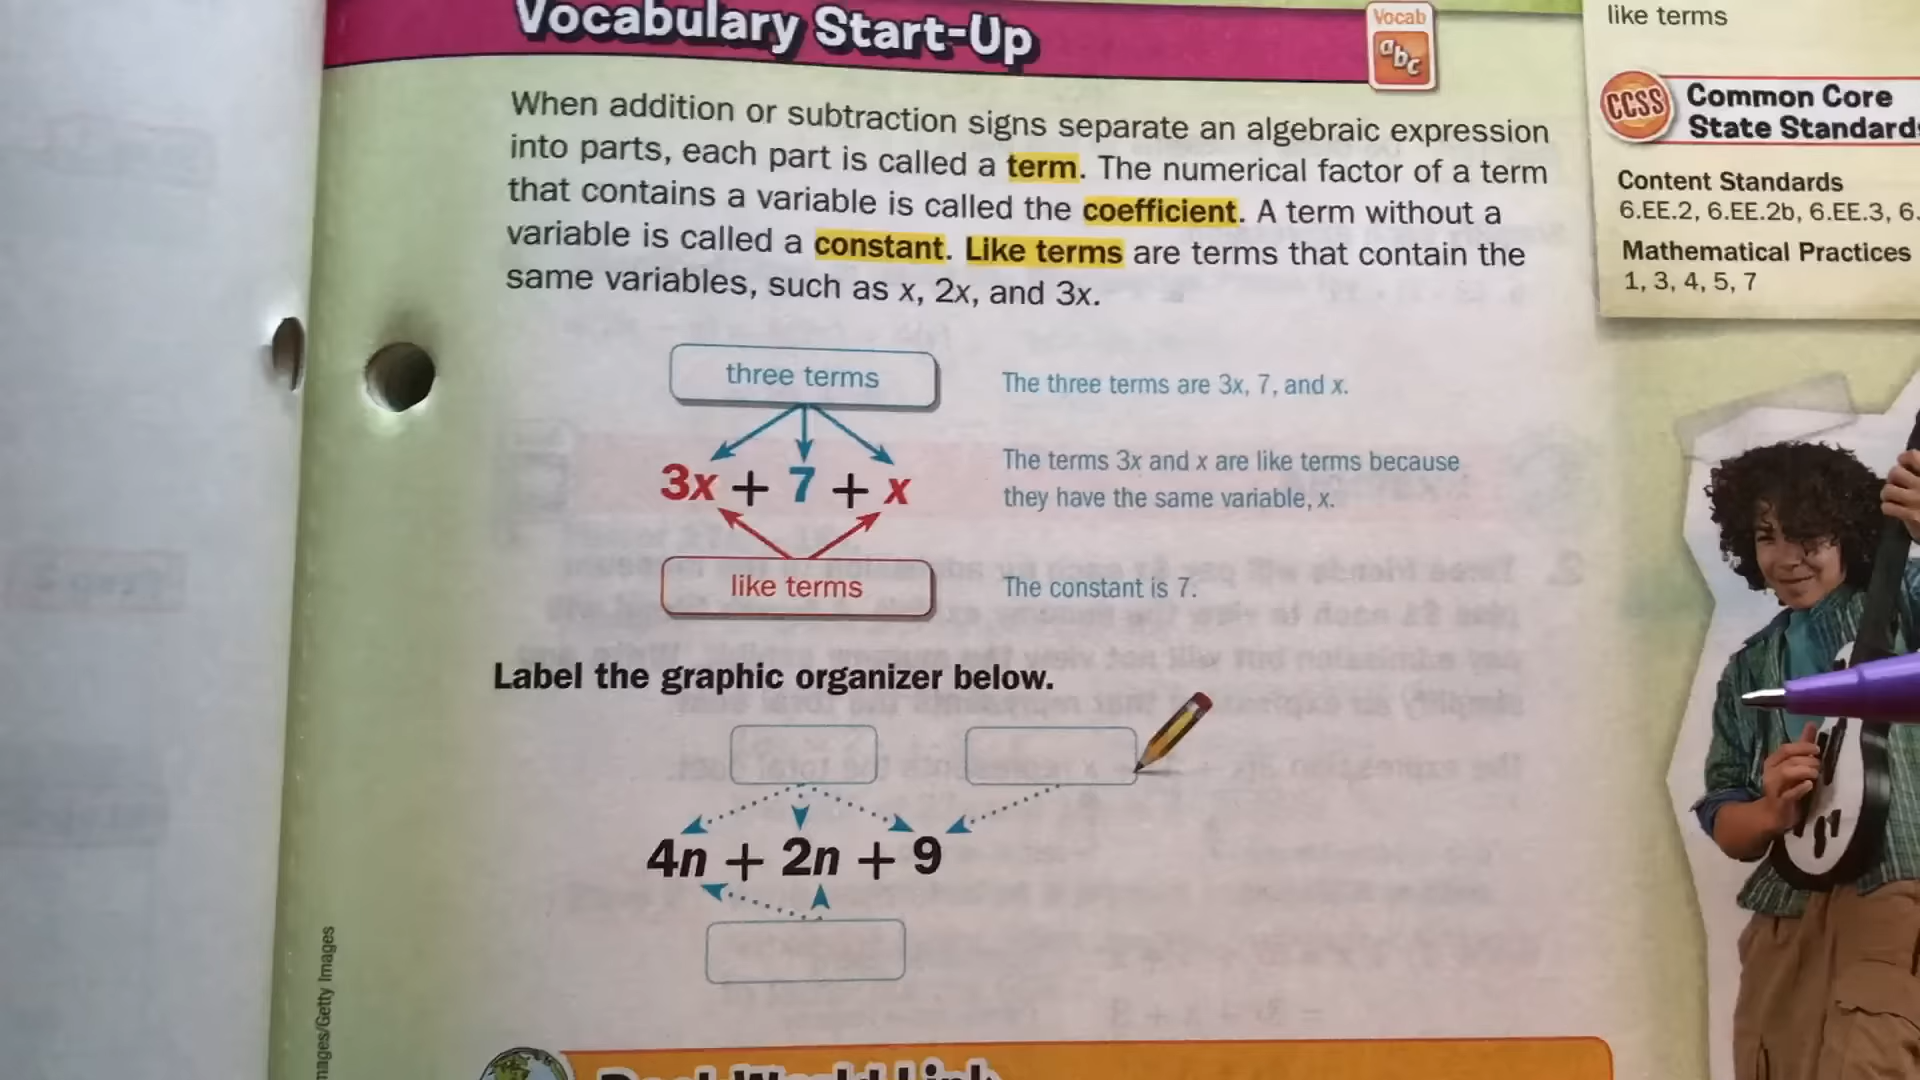 Vocabulary Start-Up
Vocab
abc
When addition or subtraction signs separate an algebraic expression
into parts, each part is called a term. The numerical factor of a term
that contains a variable is called the coefficient. A term without a
variable is called a constant. Like terms are terms that contain the
same variables, such as x, 2x, and 3x.
three terms
The three terms are 3x, 7, and x.
3x + 7 + x
The terms 3x and x are like terms because
they have the same variable, x.
like terms
The constant is 7.
Label the graphic organizer below.
4n + 2n + 9
like terms
CCSS
Common Core
State Standards
Content Standards
6.EE.2, 6.EE.2b, 6.EE.3, 6.
Mathematical Practices
1, 3, 4, 5, 7
mages/Getty Images